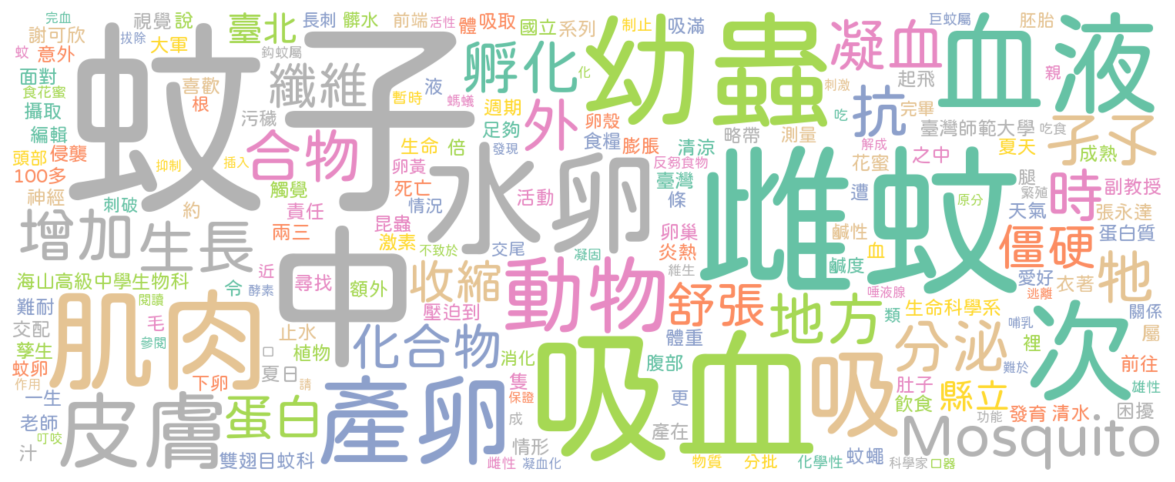 蚊子
中
雌蚊
吸血
幼蟲
血液
水
卵
產卵
肌肉
次
吸
皮膚
Mosquito
動物
增加
生長
孵化
纖維
凝血
化合物
合物
外
抗
孑孓
時
牠
僵硬
舒張
地方
分泌
收縮
蛋白
縣立
臺北
完血
視覺
說
長刺
髒水
前端
活性
體
吸取
國立
系列
制止
吸滿
巨蚊屬
胚胎
拔除
謝可欣
意外
大軍
蚊
鈎蚊屬
液
化
刺激
親
起飛
面對
食花蜜
喜歡
根
攝取
污穢
暫時
螞蟻
週期
卵殼
吃
完畢
臺灣師範大學
吃食
編輯
足夠
食糧
膨脹
略帶
測量
夏天
頭部
侵襲
抑制
插入
生命
倍
發現
清涼
解成
成熟
100多
卵黃
反芻食物
花蜜
之中
神經
觸覺
死亡
情況
活動
臺灣
腿
繁殖
副教授
刺破
約
責任
昆蟲
條
遭
原分
天氣
張永達
兩三
激素
交尾
卵巢
鹹性
蛋白質
不致於
凝固
炎熱
鹹度
血
愛好
衣著
海山高級中學生物科
近
尋找
額外
維生
唾液腺
逃離
難耐
閱讀
令
酵素
壓迫到
類
生命科學系
哺乳
關係
交配
毛
參閱
止水
植物
體重
裡
屬
孿生
蚊卵
口
夏日
消化
腹部
難於
前往
作用
下卵
請
隻
肚子
雄性
一生
保證
更
飲食
功能
發育
清水
老師
叮咬
成
產在
困擾
汁
雙翅目蚊科
情形
雌性
凝血化
物質
分批
化學性
蚊蠅
科學家
口器